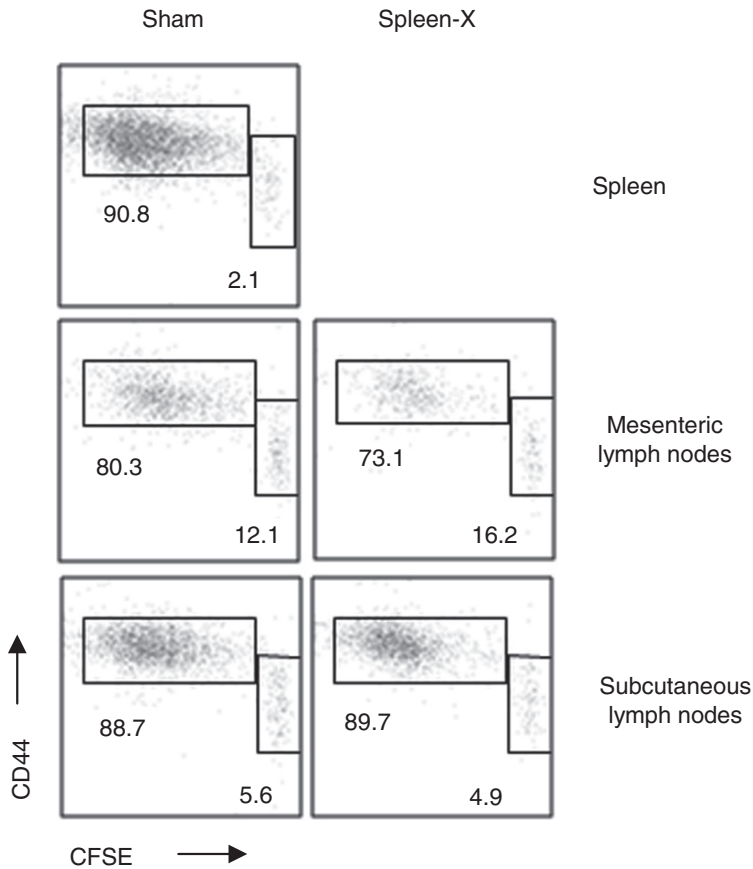 Sham
Spleen-X
90.8
2.1
Spleen
80.3
12.1
73.1
16.2
Mesenteric
lymph nodes
88.7
5.6
89.7
4.9
Subcutaneous
lymph nodes
CD44
CFSE